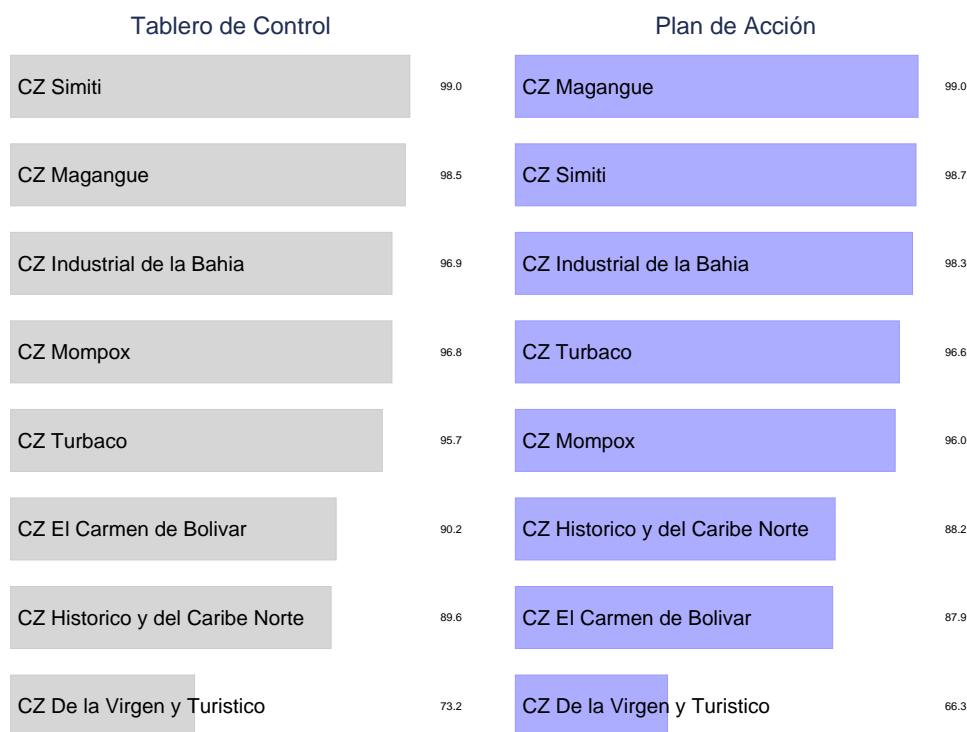 Tablero de Control
CZ Simiti 99.0
CZ Magangue 98.5
CZ Industrial de la Bahia 96.9
CZ Mompox 96.8
CZ Turbaco 95.7
CZ El Carmen de Bolivar 90.2
CZ Historico y del Caribe Norte 89.6
CZ De la Virgen y Turistico 73.2
Plan de Acción
CZ Magangue 99.0
CZ Simiti 98.7
CZ Industrial de la Bahia 98.3
CZ Turbaco 96.6
CZ Mompox 96.0
CZ Historico y del Caribe Norte 88.2
CZ El Carmen de Bolivar 87.9
CZ De la Virgen y Turistico 66.3